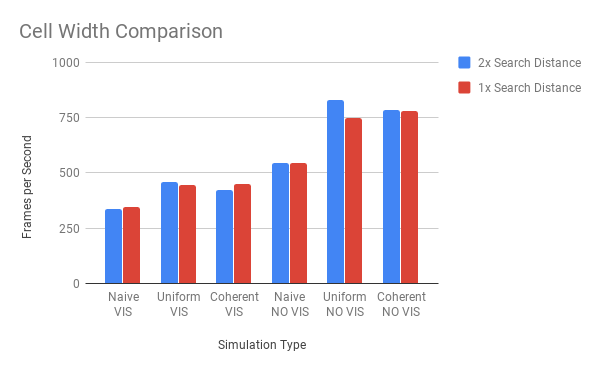 Cell Width Comparison
2x Search Distance
1x Search Distance
Frames per Second
1000
750
500
250
0
Naive VIS
Uniform VIS
Coherent VIS
Naive NO VIS
Uniform NO VIS
Coherent NO VIS
Simulation Type